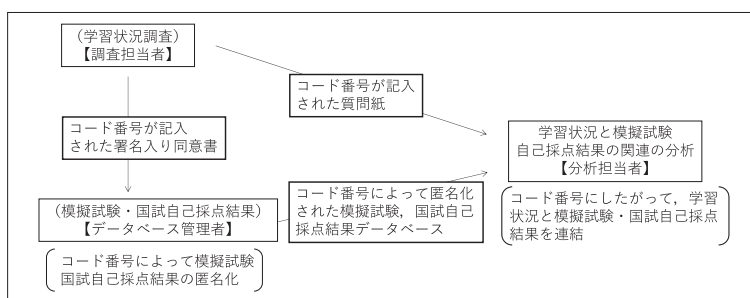 （学習状況調査）
【調査担当者】
コード番号が記入
された質問紙
コード番号が記入
された署名入り同意書
学習状況と模擬試験
自己採点結果の関連の分析
【分析担当者】
コード番号によって匿名化
された模擬試験，国試自己
採点結果データベース
（模擬試験・国試自己採点結果）
【データベース管理者】
コード番号にしたがって，学習
状況と模擬試験・国試自己採点
結果を連結
コード番号によって模擬試験
国試自己採点結果の匿名化